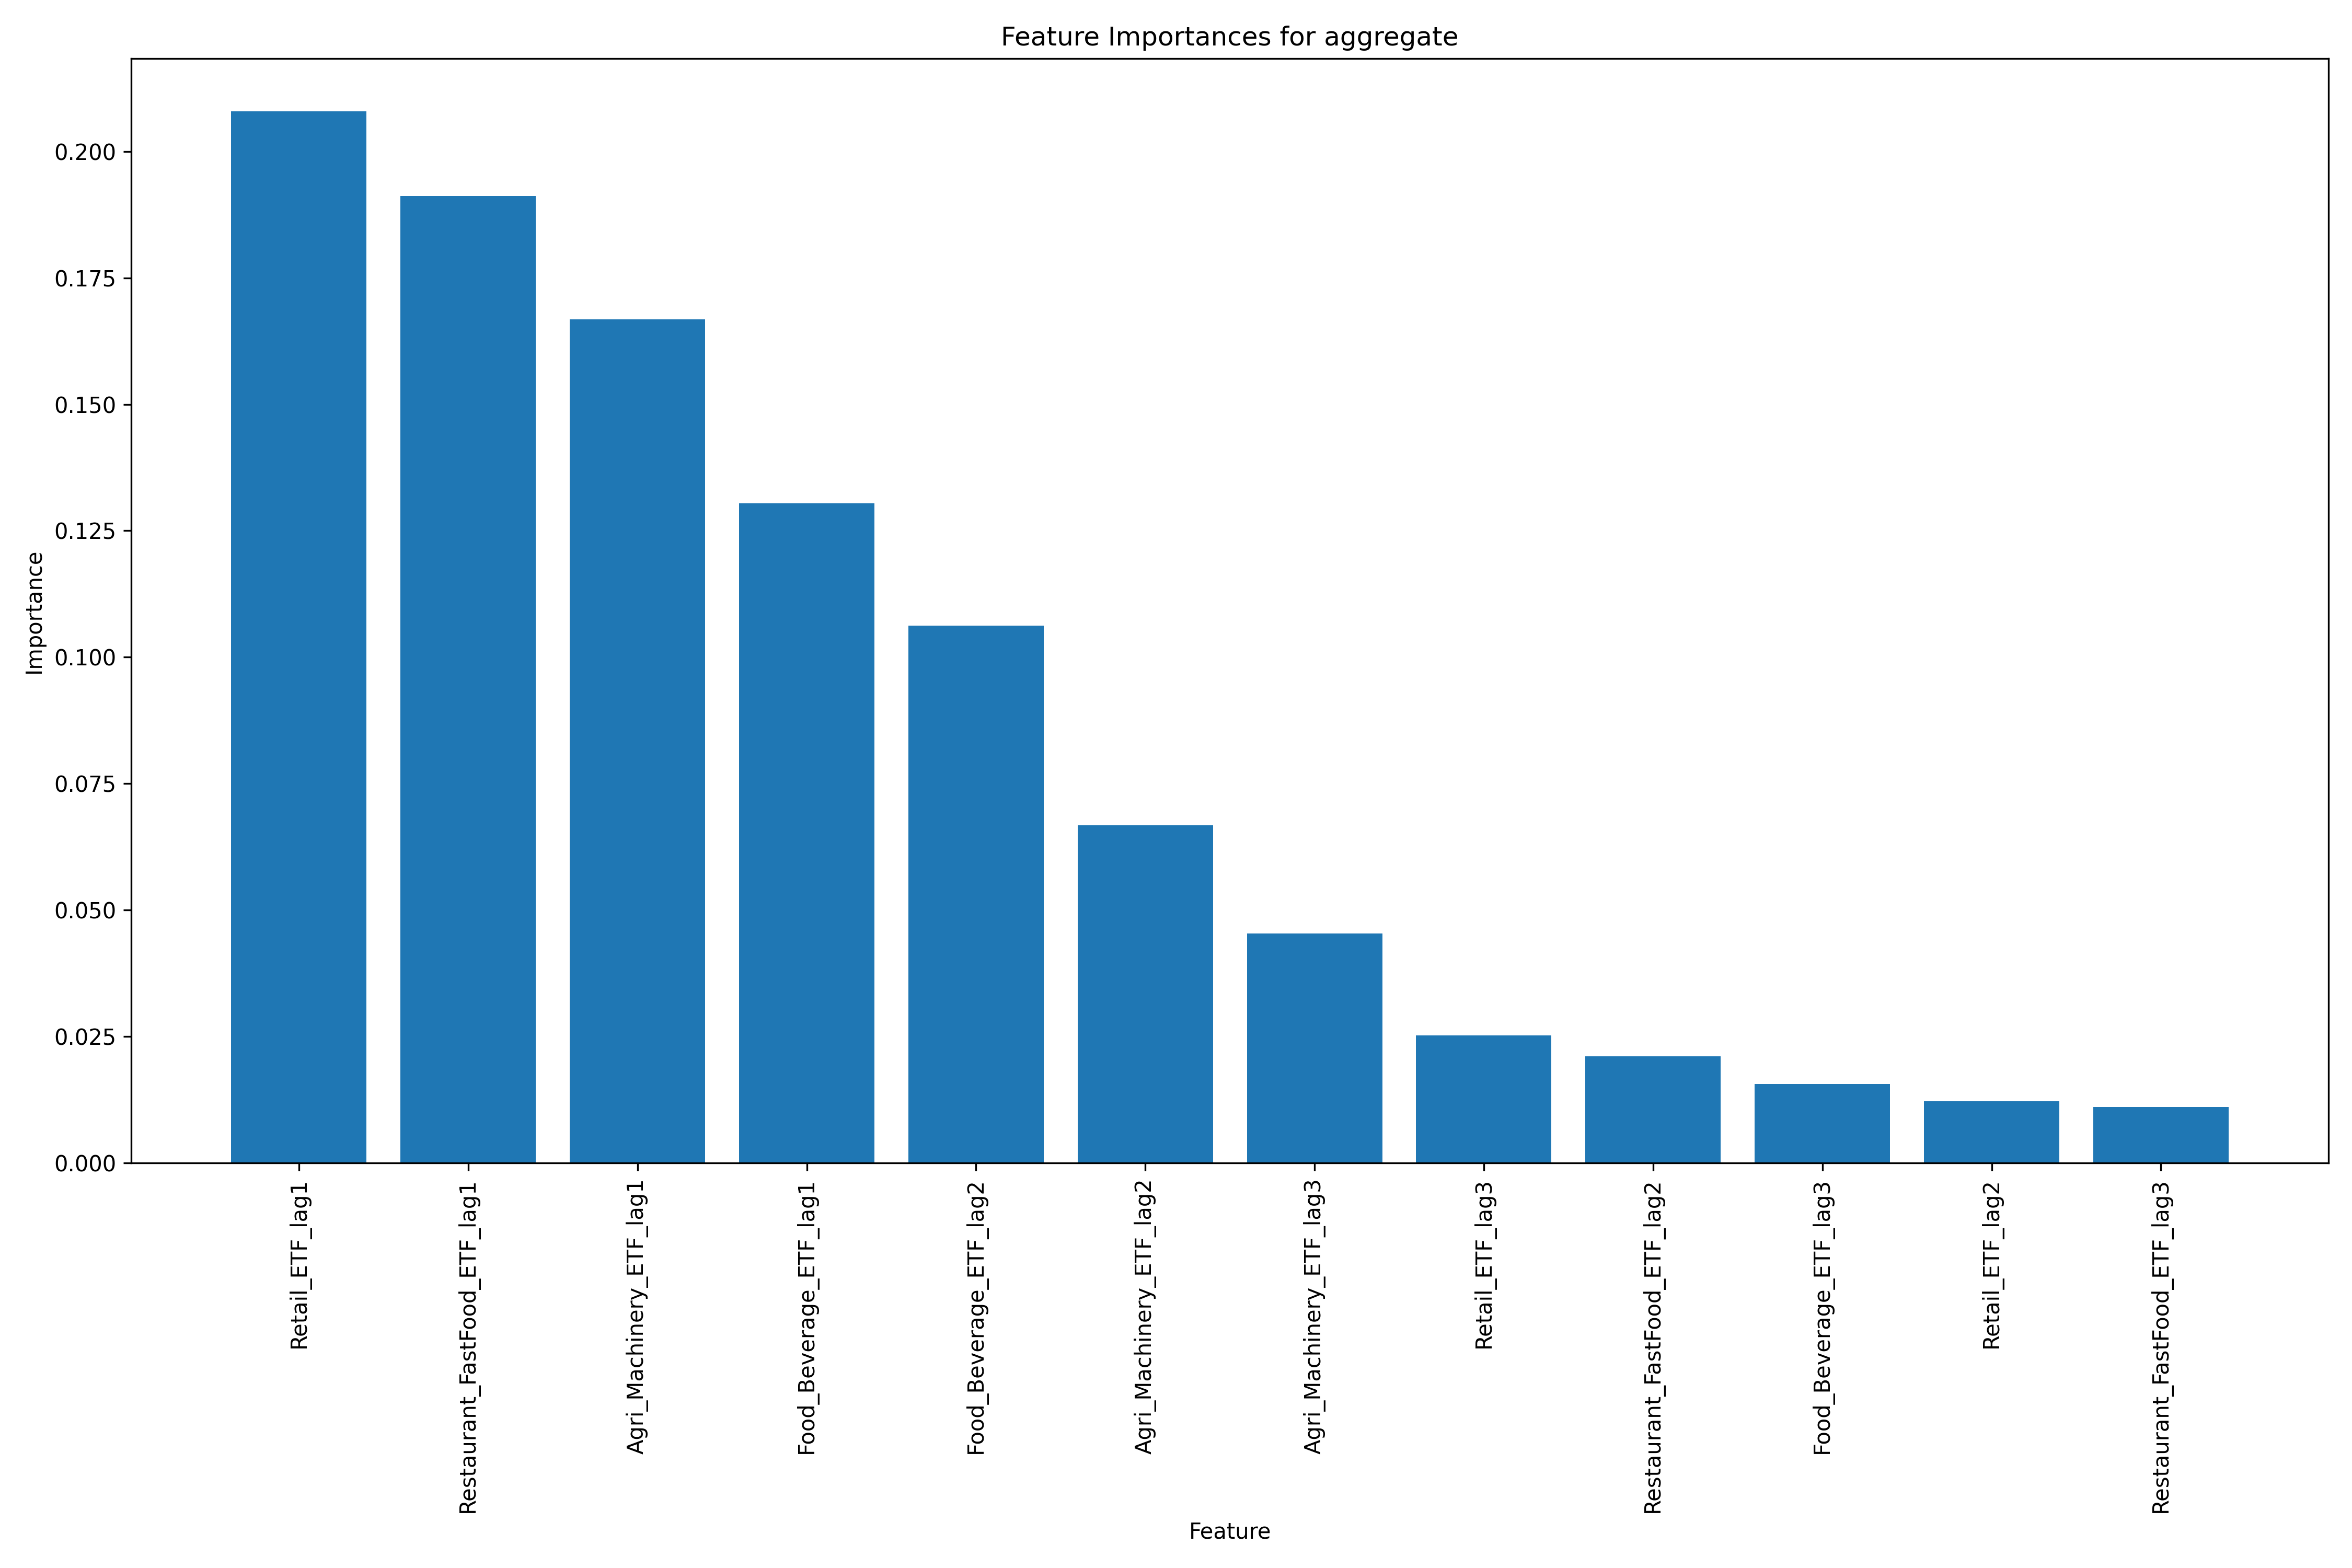 Feature Importances for aggregate
Importance
0.200
0.175
0.150
0.125
0.100
0.075
0.050
0.025
0.000
Retail_ETF_lag1
Restaurant_FastFood_ETF_lag1
Agri_Machinery_ETF_lag1
Food_Beverage_ETF_lag1
Food_Beverage_ETF_lag2
Agri_Machinery_ETF_lag2
Agri_Machinery_ETF_lag3
Retail_ETF_lag3
Restaurant_FastFood_ETF_lag2
Food_Beverage_ETF_lag3
Retail_ETF_lag2
Restaurant_FastFood_ETF_lag3
Feature